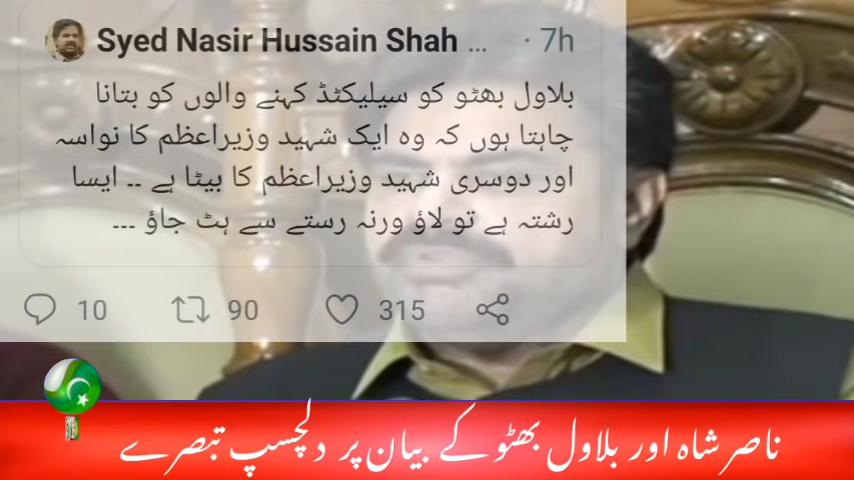 Syed Nasir Hussain Shah ... · 7h
بلاول بھٹو کو سیلیکٹڈ کہنے والوں کو بتانا
چاہتا ہوں کہ وہ ایک شہید وزیراعظم کا نواسہ
اور دوسری شہید وزیراعظم کا بیٹا ہے .. ایسا
رشتہ ہے تو لاؤ ورنہ رستے سے ہٹ جاؤ ...
10 90 315
ناصر شاہ اور بلاول بھٹو کے بیان پر دلچسپ تبصرے